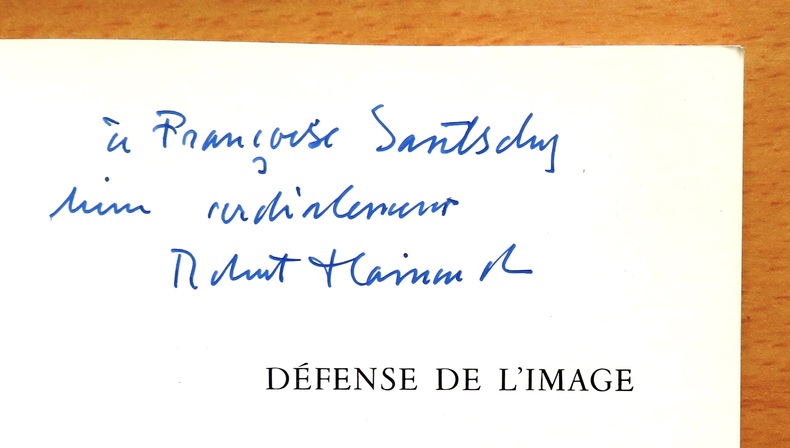 à Françoise Santschy
bien cordialement
Robert Hainard
DÉFENSE DE L'IMAGE